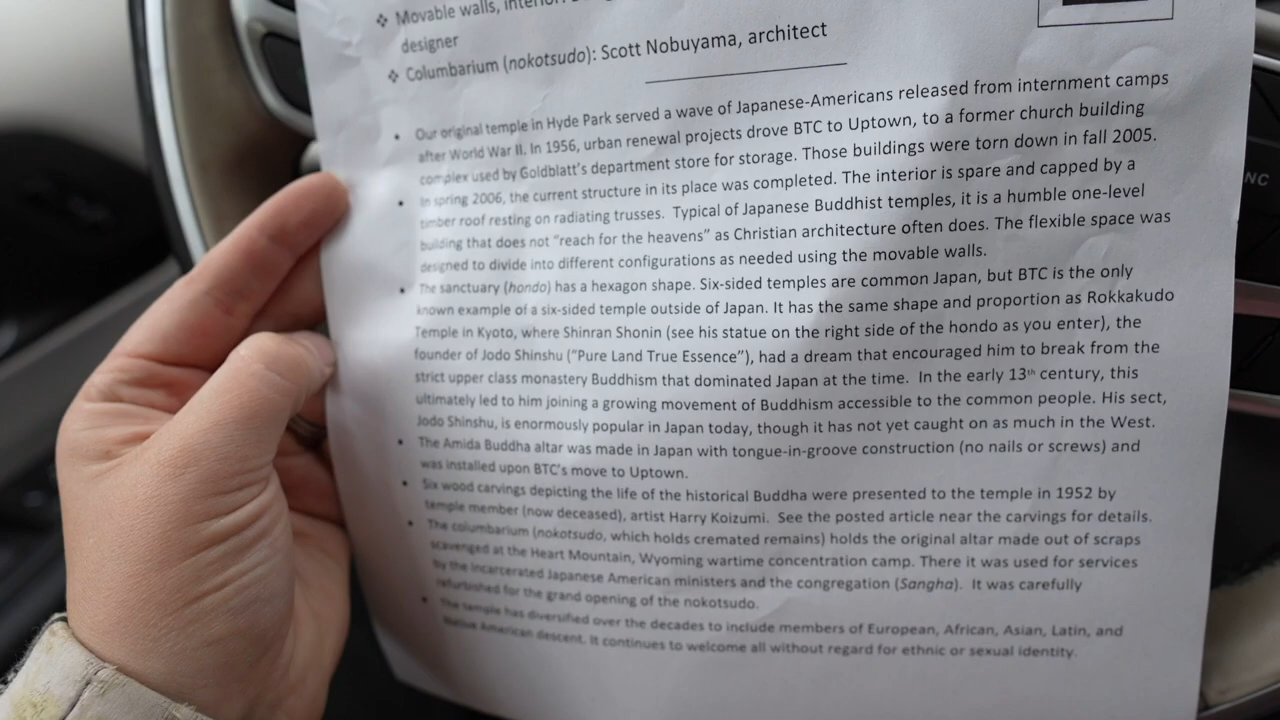 ❖ Movable walls, interior
designer
❖ Columbarium (nokotsudo): Scott Nobuyama, architect
• Our original temple in Hyde Park served a wave of Japanese-Americans released from internment camps
after World War II. In 1956, urban renewal projects drove BTC to Uptown, to a former church building
complex used by Goldblatt's department store for storage. Those buildings were torn down in fall 2005.
• In spring 2006, the current structure in its place was completed. The interior is spare and capped by a
timber roof resting on radiating trusses. Typical of Japanese Buddhist temples, it is a humble one-level
building that does not "reach for the heavens" as Christian architecture often does. The flexible space was
designed to divide into different configurations as needed using the movable walls.
• The sanctuary (hondo) has a hexagon shape. Six-sided temples are common Japan, but BTC is the only
known example of a six-sided temple outside of Japan. It has the same shape and proportion as Rokkakudo
Temple in Kyoto, where Shinran Shonin (see his statue on the right side of the hondo as you enter), the
founder of Jodo Shinshu ("Pure Land True Essence"), had a dream that encouraged him to break from the
strict upper class monastery Buddhism that dominated Japan at the time. In the early 13th century, this
ultimately led to him joining a growing movement of Buddhism accessible to the common people. His sect,
Jodo Shinshu, is enormously popular in Japan today, though it has not yet caught on as much in the West.
• The Amida Buddha altar was made in Japan with tongue-in-groove construction (no nails or screws) and
was installed upon BTC's move to Uptown.
• Six wood carvings depicting the life of the historical Buddha were presented to the temple in 1952 by
temple member (now deceased), artist Harry Koizumi. See the posted article near the carvings for details.
• The columbarium (nokotsudo, which holds cremated remains) holds the original altar made out of scraps
scavenged at the Heart Mountain, Wyoming wartime concentration camp. There it was used for services
by the incarcerated Japanese American ministers and the congregation (Sangha). It was carefully
refurbished for the grand opening of the nokotsudo.
• The temple has diversified over the decades to include members of European, African, Asian, Latin, and
Native American descent. It continues to welcome all without regard for ethnic or sexual identity.
NC